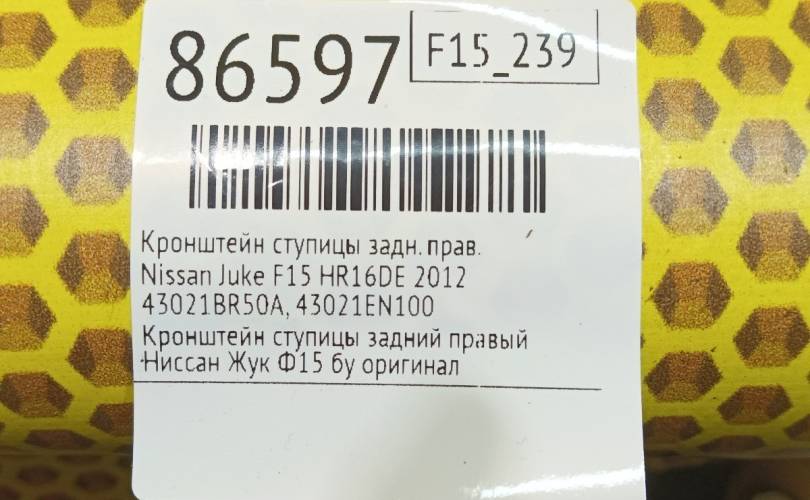 86597
F15_239
Кронштейн ступицы задн. прав.
Nissan Juke F15 HR16DE 2012
43021BR50A, 43021EN100
Кронштейн ступицы задний правый
Ниссан Жук Ф15 бу оригинал